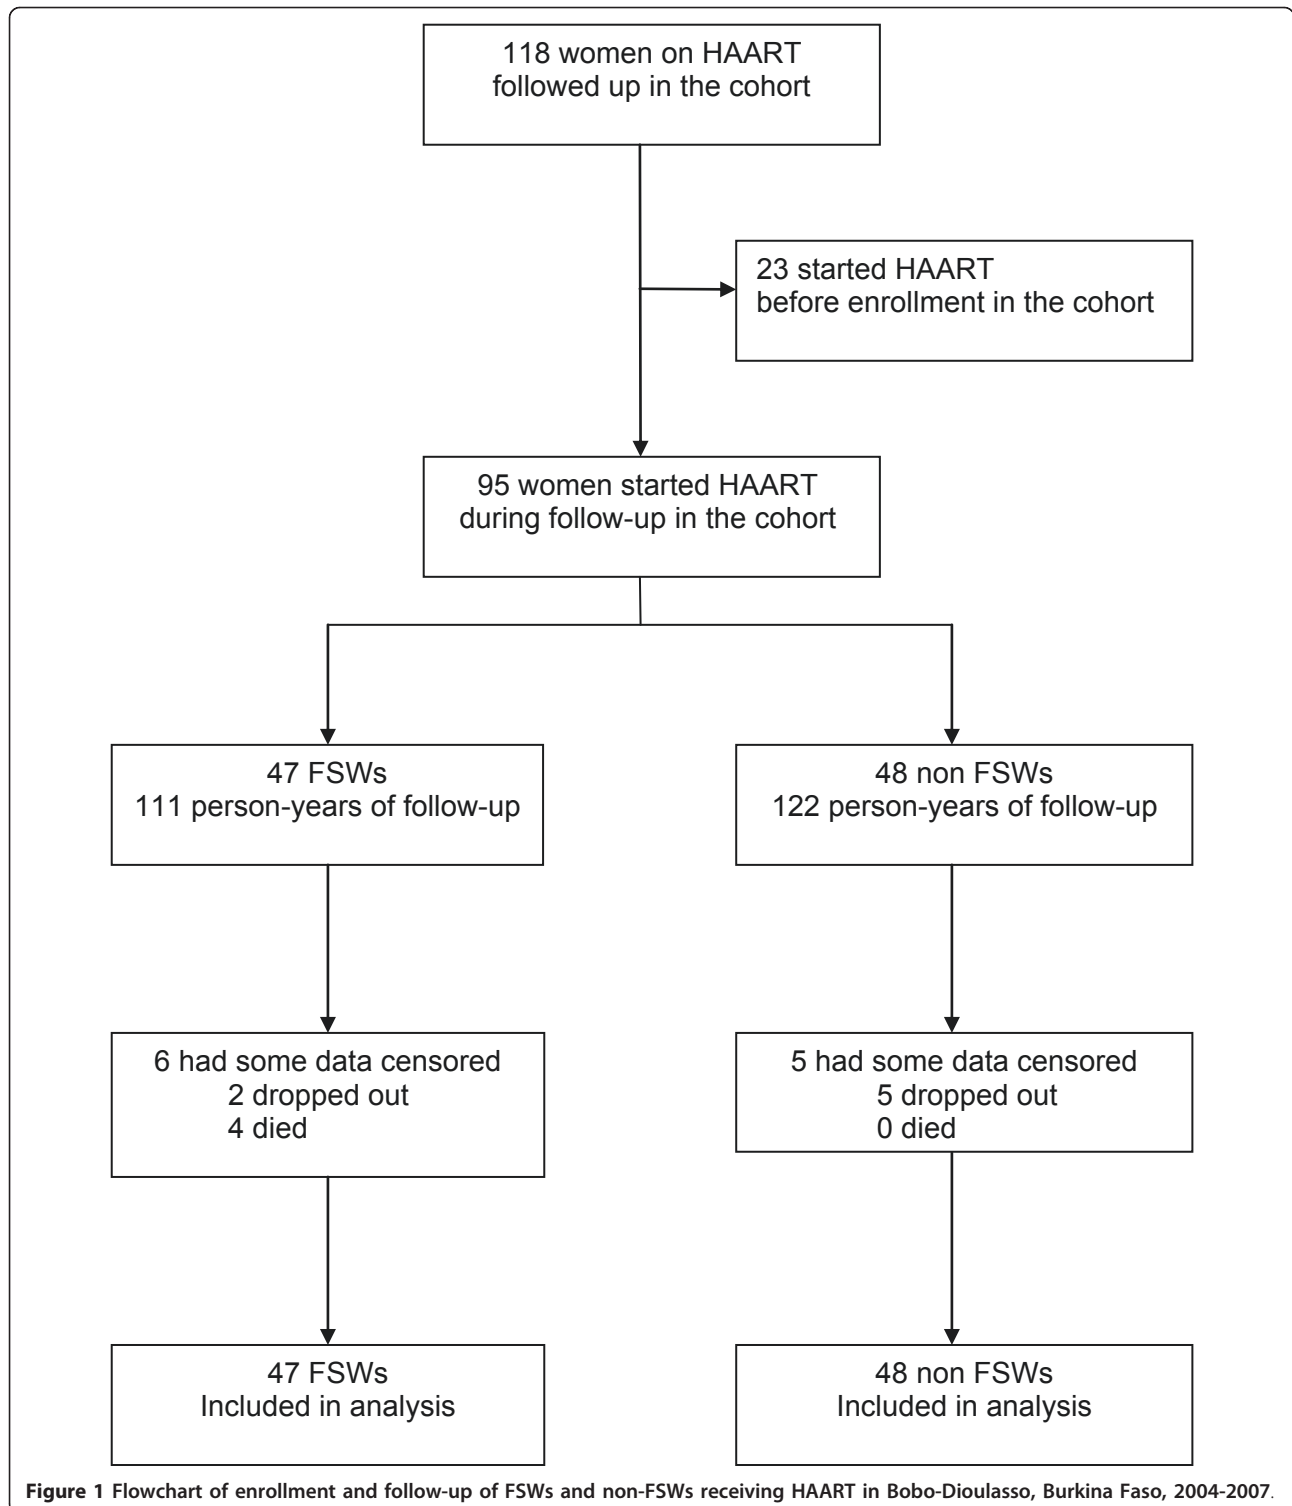 118 women on HAART
followed up in the cohort
23 started HAART
before enrollment in the cohort
95 women started HAART
during follow-up in the cohort
47 FSWs
111 person-years of follow-up
48 non FSWs
122 person-years of follow-up
6 had some data censored
2 dropped out
4 died
5 had some data censored
5 dropped out
0 died
47 FSWs
Included in analysis
48 non FSWs
Included in analysis
Figure 1 Flowchart of enrollment and follow-up of FSWs and non-FSWs receiving HAART in Bobo-Dioulasso, Burkina Faso, 2004-2007.